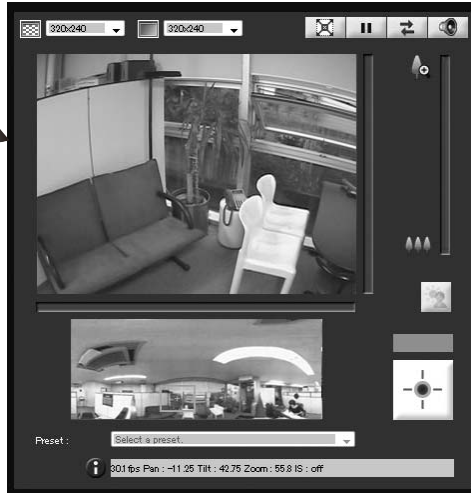 320x240
320x240
Preset :
Select a preset.
30.1 fps Pan : -11.25 Tilt : 42.75 Zoom : 55.8 IS : off